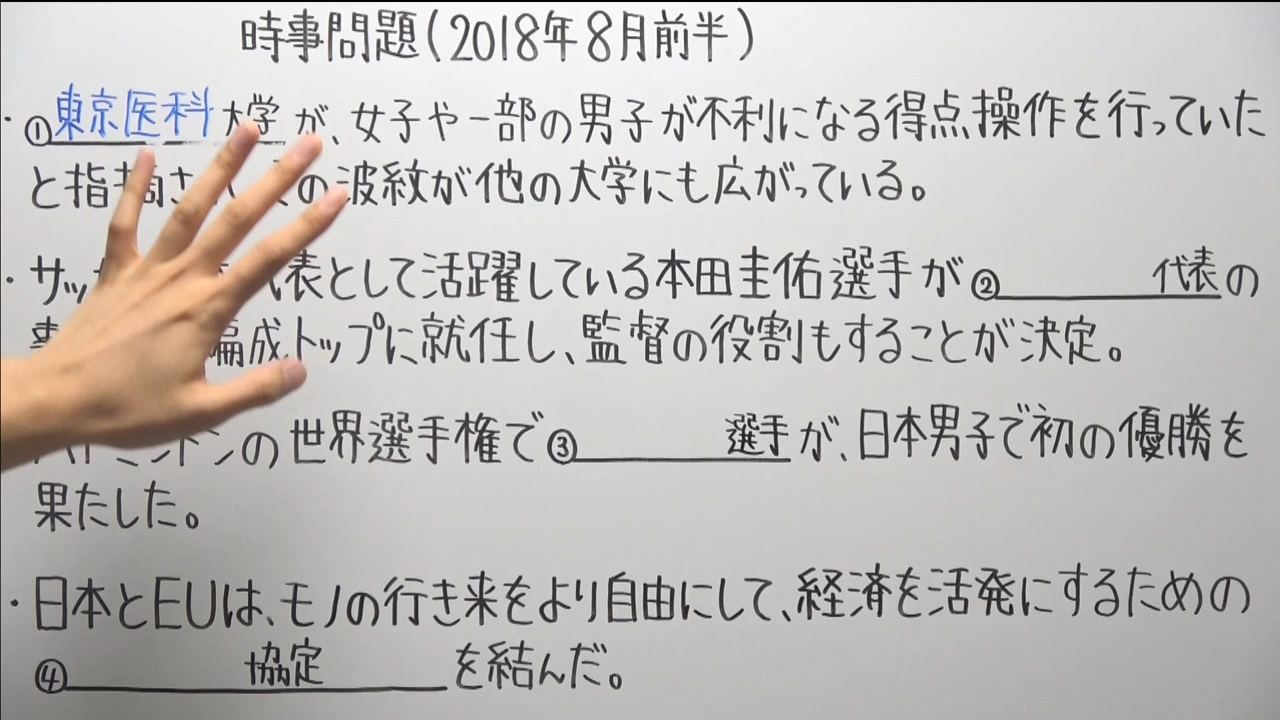 時事問題(2018年8月前半)
・①東京医科大学が、女子や一部の男子が不利になる得点操作を行っていた
と指摘さ の波紋が他の大学にも広がっている。
・サッ 代表として活躍している本田圭佑選手が②　　　代表の
編成トップに就任し、監督の役割もすることが決定。
バドミントンの世界選手権で③　　　選手が、日本男子で初の優勝を
果たした。
・日本とEUは、モノの行き来をより自由にして、経済を活発にするための
④　　　協定　　　を結んだ。